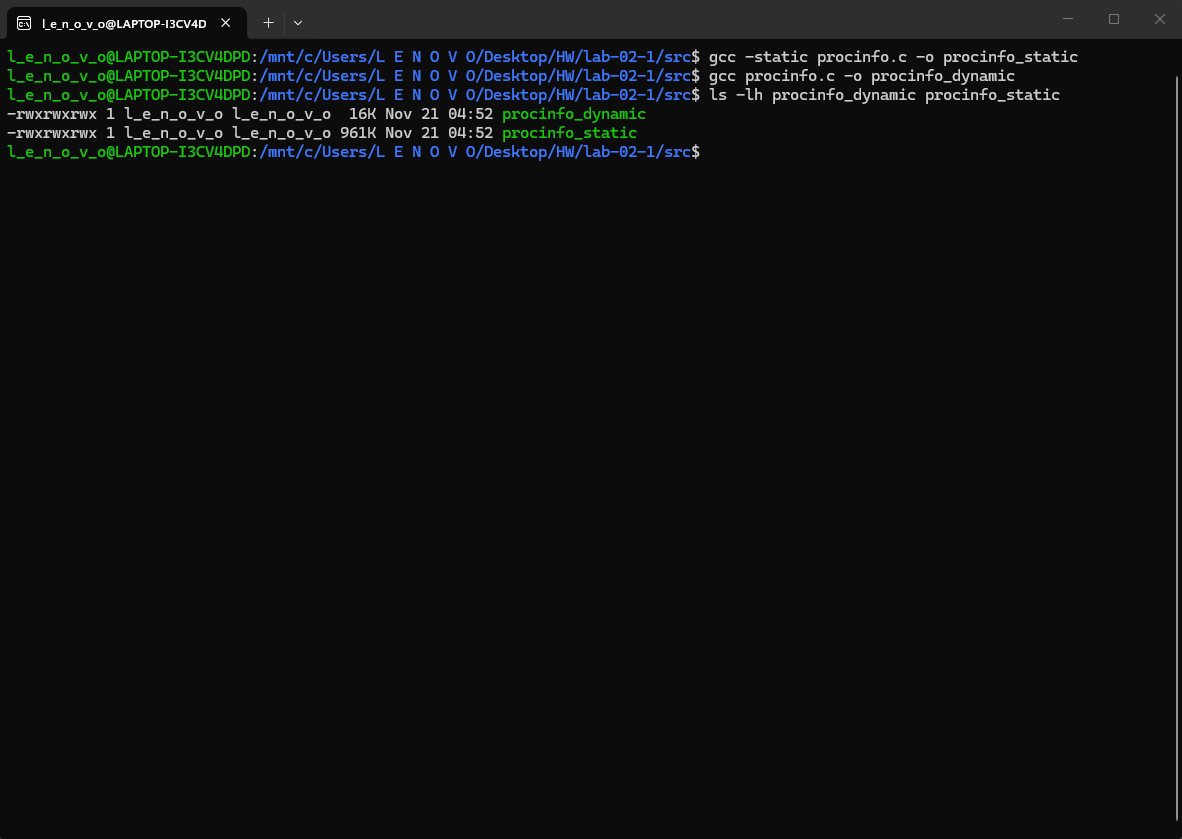 l_e_n_o_v_o@LAPTOP-I3CV4D
l_e_n_o_v_o@LAPTOP-I3CV4DPD:/mnt/c/Users/L E N O V O/Desktop/HW/lab-02-1/src$ gcc -static procinfo.c -o procinfo_static
l_e_n_o_v_o@LAPTOP-I3CV4DPD:/mnt/c/Users/L E N O V O/Desktop/HW/lab-02-1/src$ gcc procinfo.c -o procinfo_dynamic
l_e_n_o_v_o@LAPTOP-I3CV4DPD:/mnt/c/Users/L E N O V O/Desktop/HW/lab-02-1/src$ ls -lh procinfo_dynamic procinfo_static
-rwxrwxrwx 1 l_e_n_o_v_o l_e_n_o_v_o  16K Nov 21 04:52 procinfo_dynamic
-rwxrwxrwx 1 l_e_n_o_v_o l_e_n_o_v_o 961K Nov 21 04:52 procinfo_static
l_e_n_o_v_o@LAPTOP-I3CV4DPD:/mnt/c/Users/L E N O V O/Desktop/HW/lab-02-1/src$